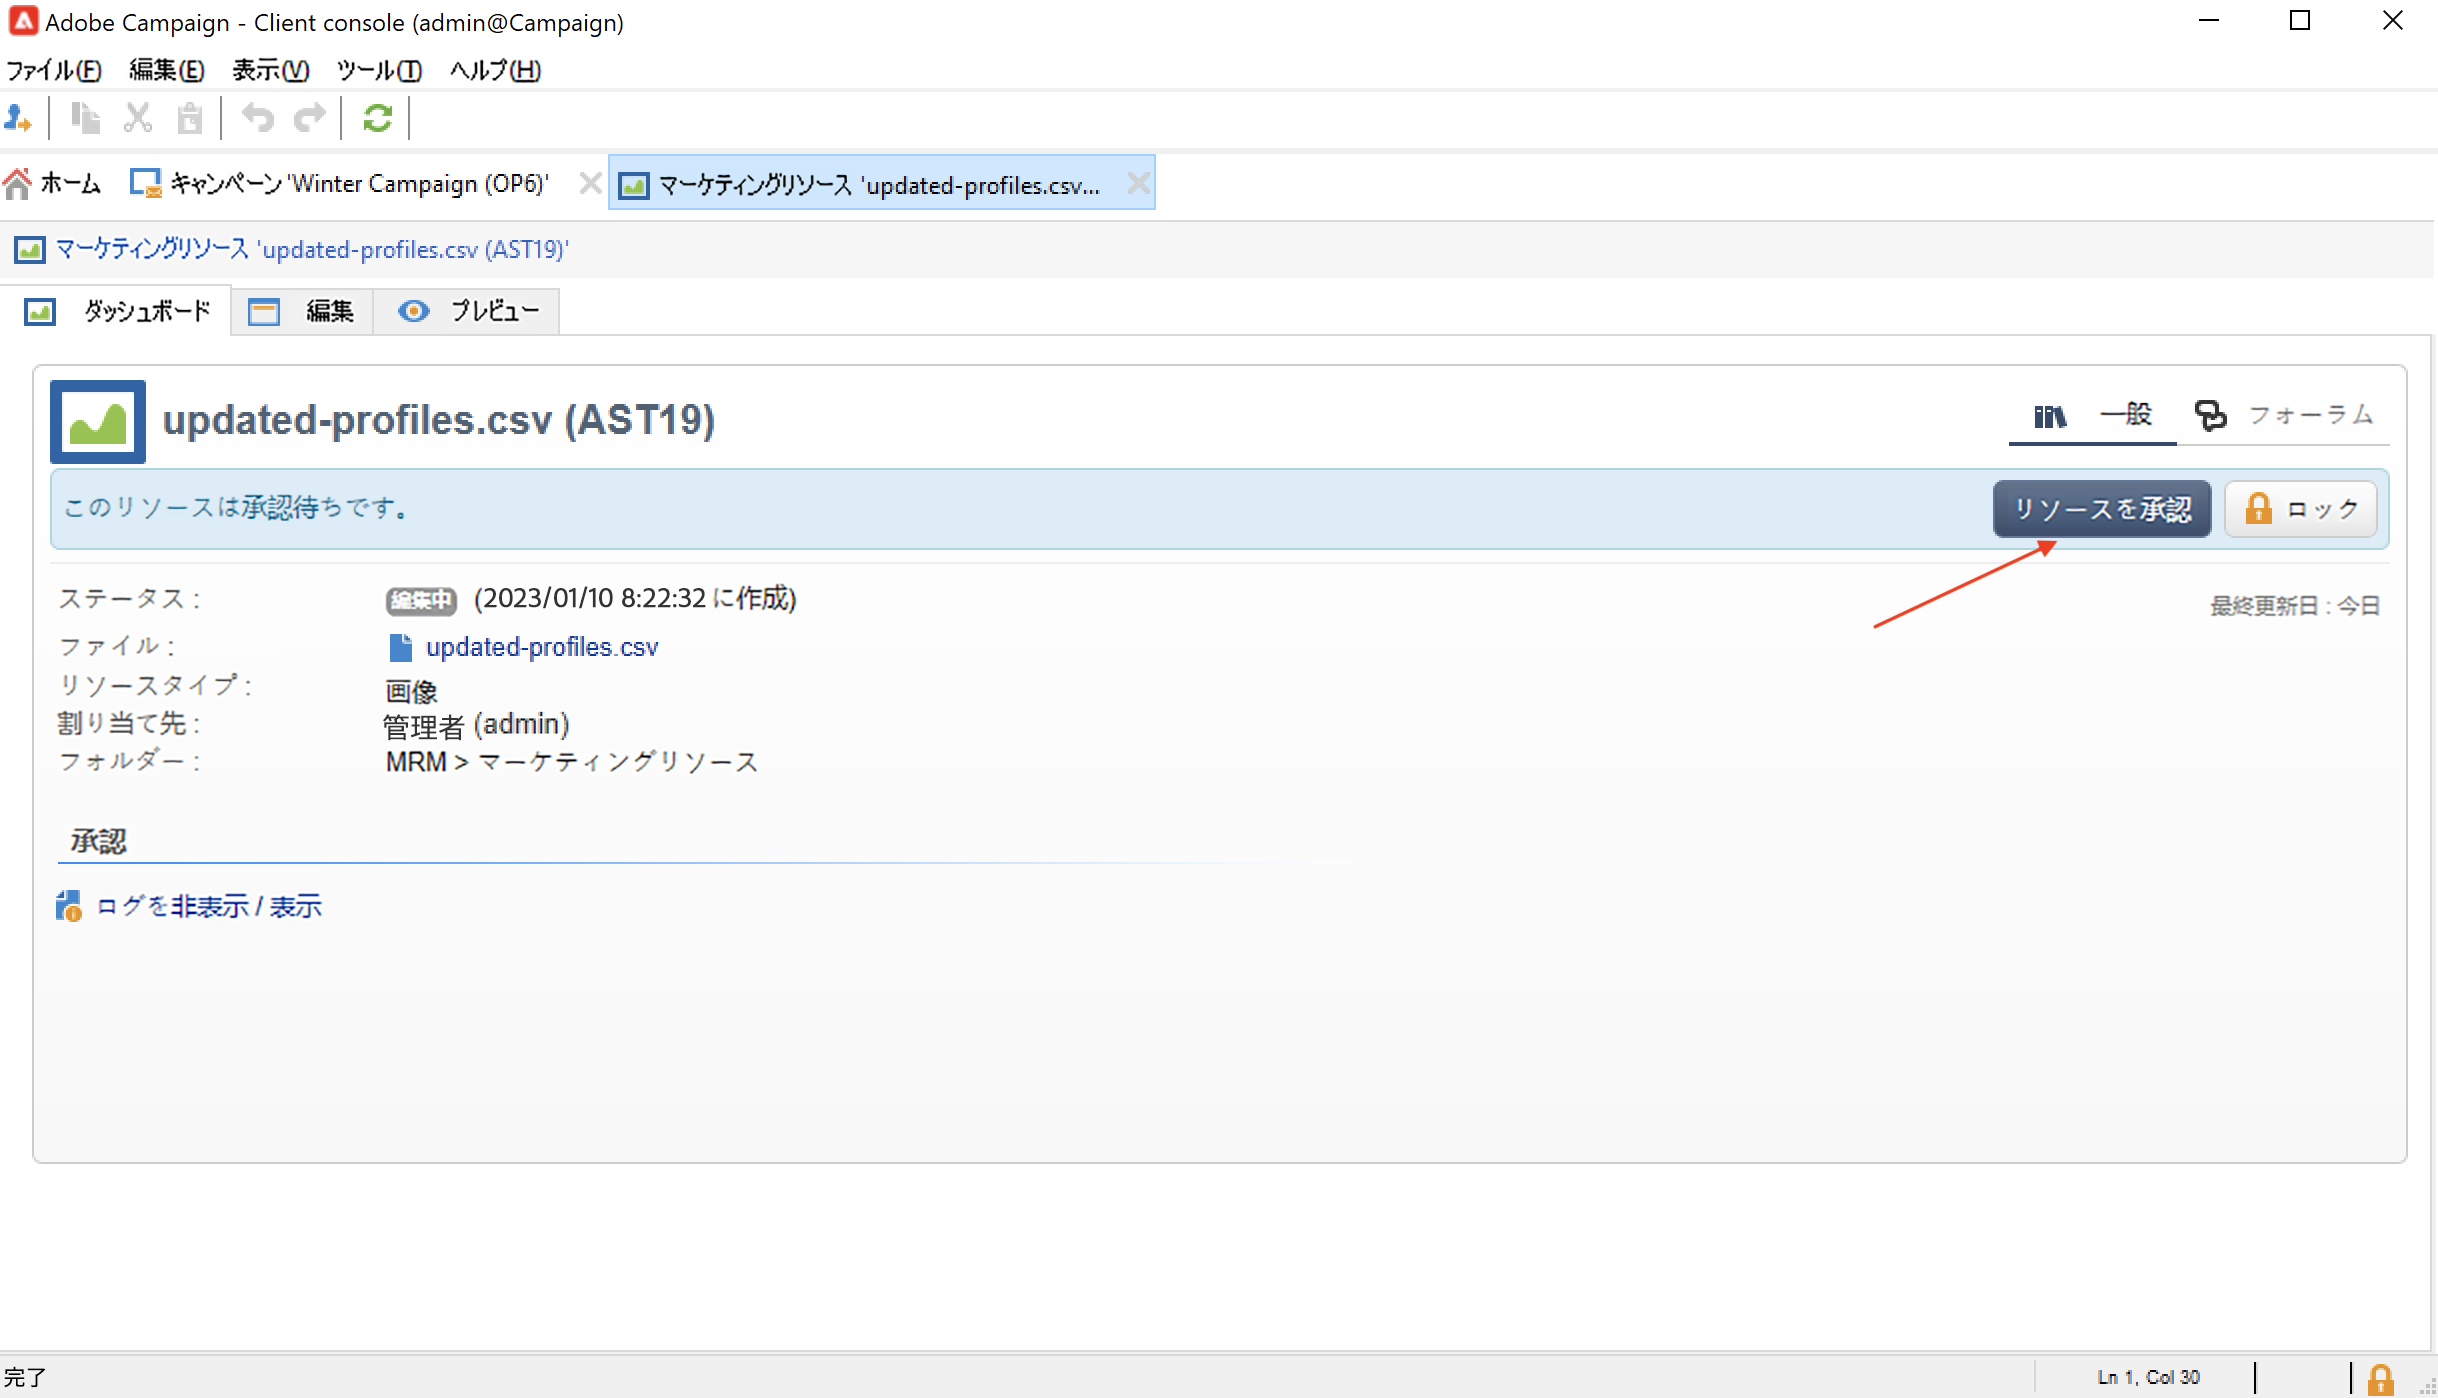 Adobe Campaign - Client console (admin@Campaign)
ファイル(F) 編集(E) 表示(V) ツール(T) ヘルプ(H)
ホーム キャンペーン 'Winter Campaign (OP6)' マーケティングリソース 'updated-profiles.csv...
マーケティングリソース 'updated-profiles.csv (AST19)'
ダッシュボード 編集 プレビュー
updated-profiles.csv (AST19) 一般 フォーラム
このリソースは承認待ちです。 リソースを承認 ロック
ステータス : 編集中 (2023/01/10 8:22:32 に作成) 最終更新日 : 今日
ファイル : updated-profiles.csv
リソースタイプ : 画像
割り当て先 : 管理者 (admin)
フォルダー : MRM > マーケティングリソース
承認
ログを非表示 / 表示
完了 Ln 1, Col 30